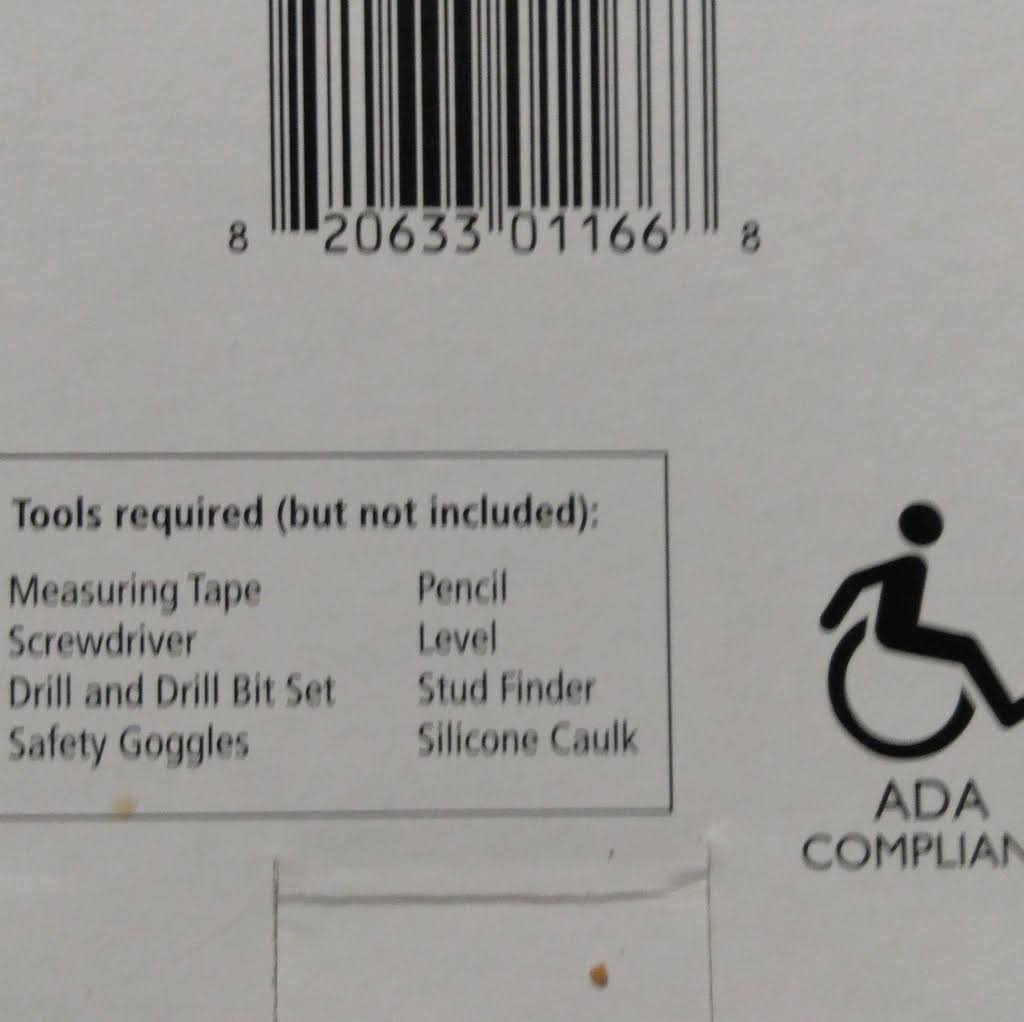 8 20633 01166 8
Tools required (but not included):
Measuring Tape Pencil
Screwdriver Level
Drill and Drill Bit Set Stud Finder
Safety Goggles Silicone Caulk
ADA
COMPLIAN